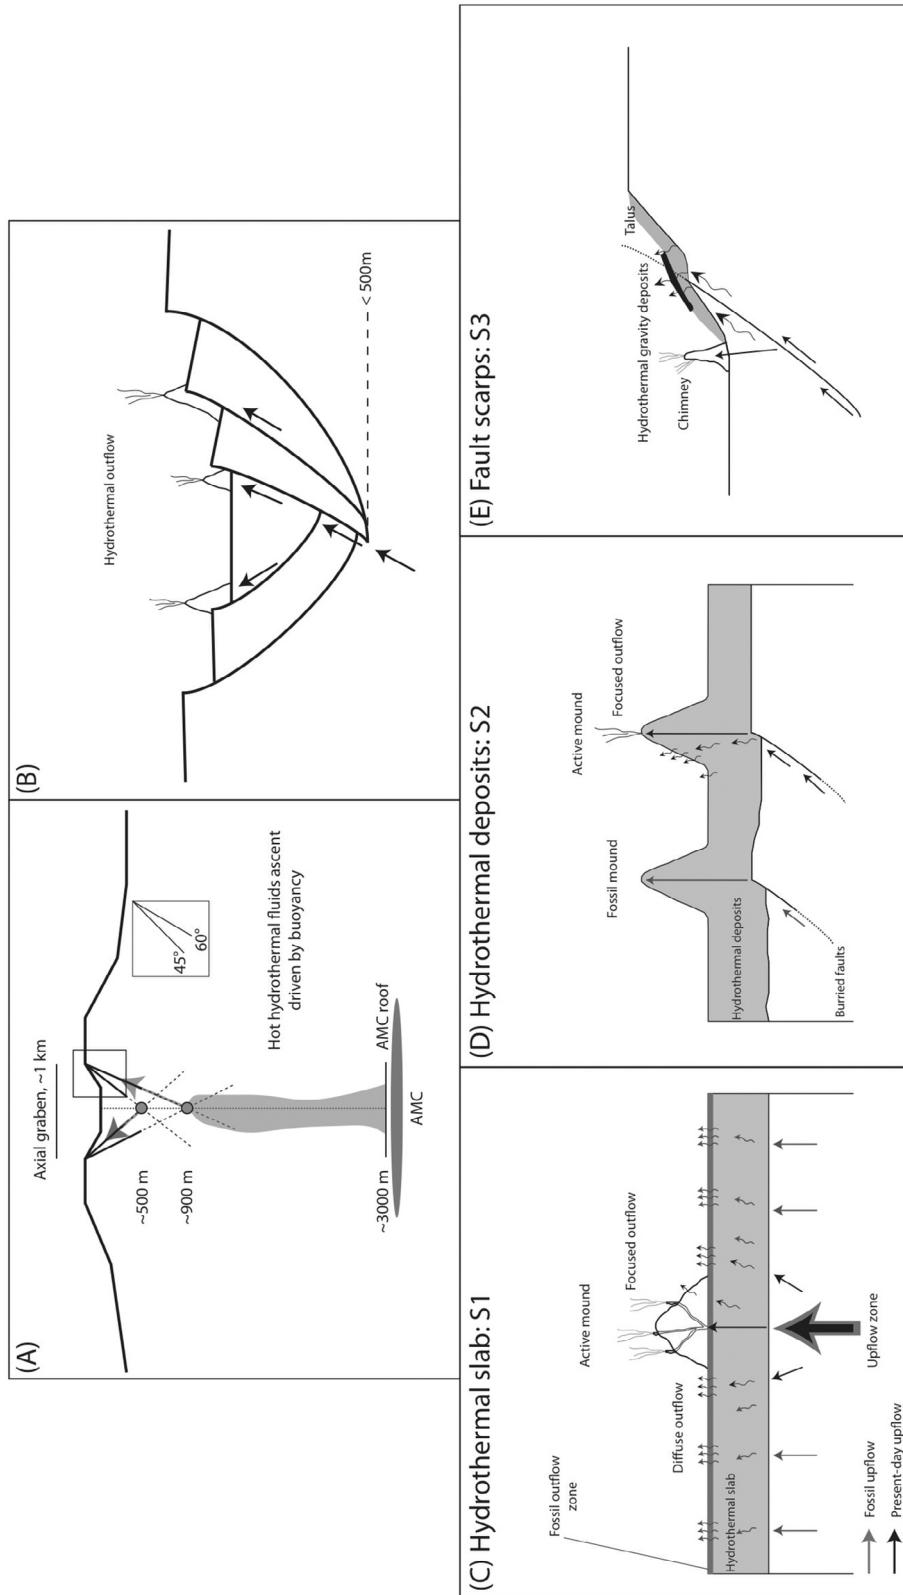 (A)
Axial graben, ~1 km
45°
60°
~500 m
~900 m
Hot hydrothermal fluids ascent
driven by buoyancy
~3000 m
AMC roof
AMC
(B)
Hydrothermal outflow
< 500m
(C) Hydrothermal slab: S1
Fossil outflow
zone
Active mound
Focused outflow
Diffuse outflow
Hydrothermal slab
Upflow zone
Fossil upflow
Present-day upflow
(D) Hydrothermal deposits: S2
Active mound
Focused outflow
Fossil mound
Hydrothermal deposits
Burried faults
(E) Fault scarps: S3
Talus
Hydrothermal gravity deposits
Chimney